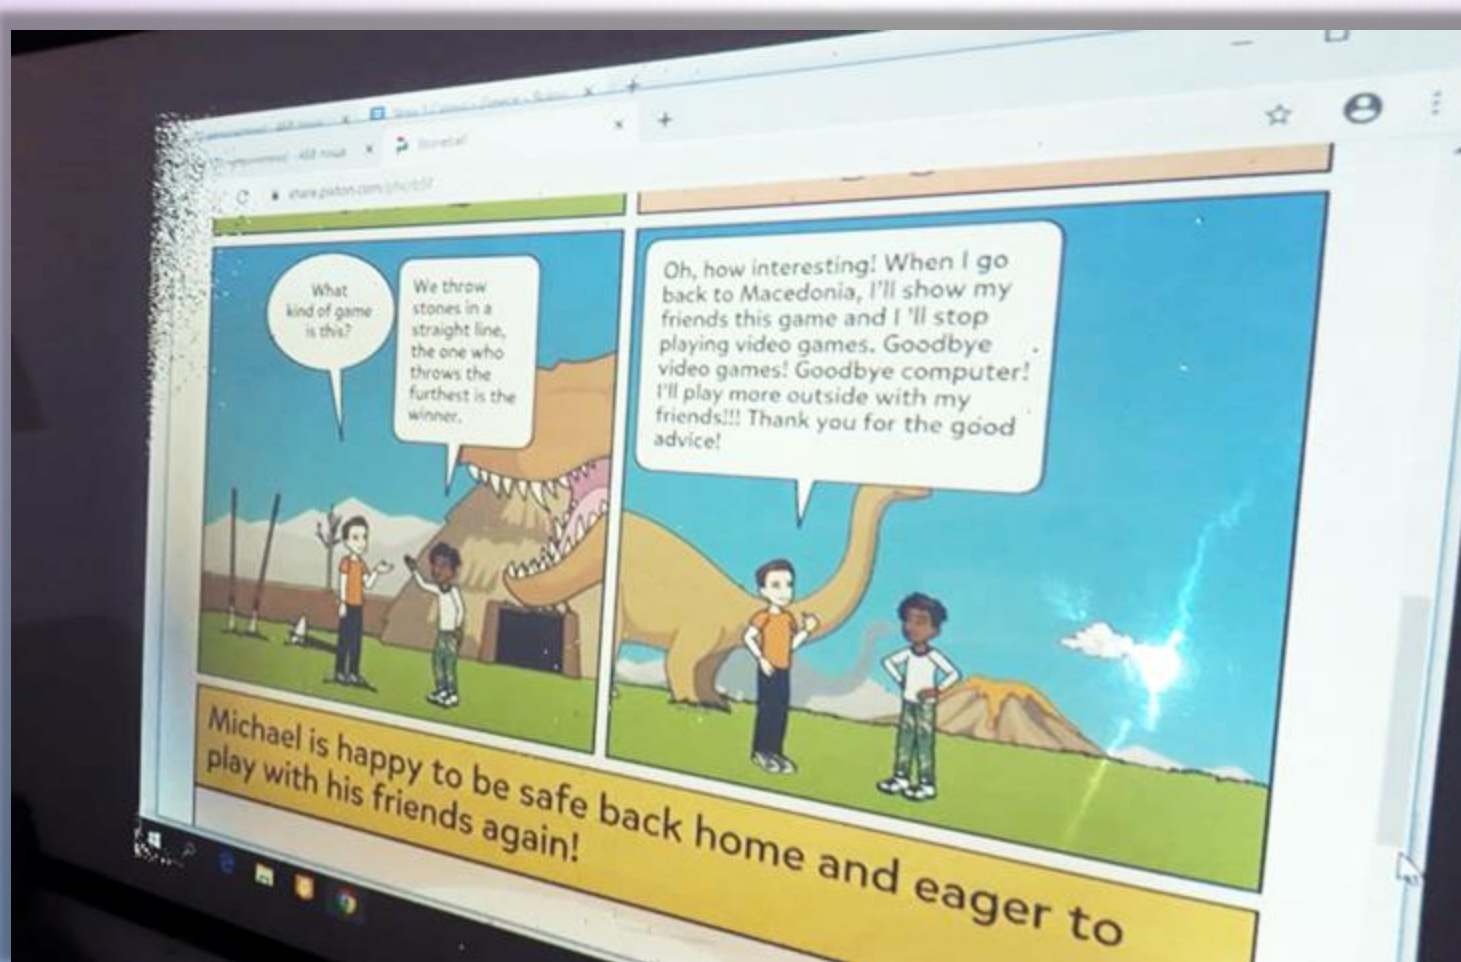 share.pixton.com/
What
kind of game
is this?
We throw
stones in a
straight line,
the one who
throws the
furthest is the
winner.
Oh, how interesting! When I go
back to Macedonia, I'll show my
friends this game and I 'll stop
playing video games. Goodbye
video games! Goodbye computer!
I'll play more outside with my
friends!!! Thank you for the good
advice!
Michael is happy to be safe back home and eager to
play with his friends again!